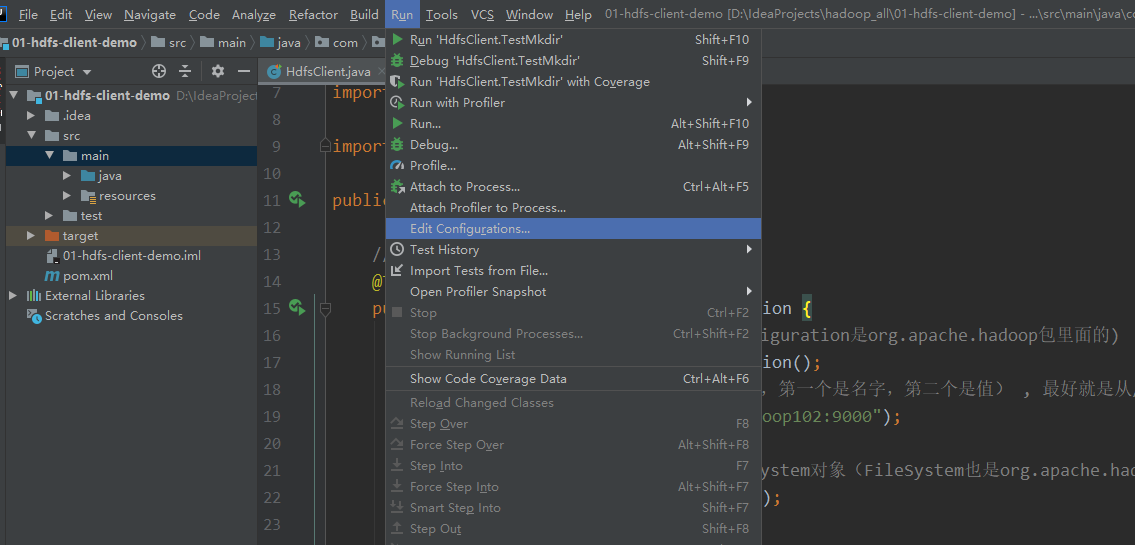 File Edit View Navigate Code Analyze Refactor Build Run Tools VCS Window Help 01-hdfs-client-demo [D:\IdeaProjects\hadoop_all\01-hdfs-client-demo] - ...\src\main\java\co
01-hdfs-client-demo src main java com
Project
HdfsClient.java
01-hdfs-client-demo D:\IdeaProject
.idea
src
main
java
resources
test
target
01-hdfs-client-demo.iml
pom.xml
External Libraries
Scratches and Consoles
Run 'HdfsClient.TestMkdir' Shift+F10
Debug 'HdfsClient.TestMkdir' Shift+F9
Run 'HdfsClient.TestMkdir' with Coverage
Run with Profiler
Run... Alt+Shift+F10
Debug... Alt+Shift+F9
Profile...
Attach to Process... Ctrl+Alt+F5
Attach Profiler to Process...
Edit Configurations...
Test History
Import Tests from File...
Open Profiler Snapshot
Stop Ctrl+F2
Stop Background Processes... Ctrl+Shift+F2
Show Running List
Show Code Coverage Data Ctrl+Alt+F6
Reload Changed Classes
Step Over F8
Force Step Over Alt+Shift+F8
Step Into F7
Force Step Into Alt+Shift+F7
Smart Step Into Shift+F7
Step Out Shift+F8
7 impor
8
9 impor
10
11 public
12
13 //
14 @
15 pu ion {
16 iguration是org.apache.hadoop包里面的)
17 ion();
18 , 第一个是名字，第二个是值） , 最好就是从
19 oop102:9000");
20
21 ystem对象（FileSystem也是org.apache.had
22 );
23